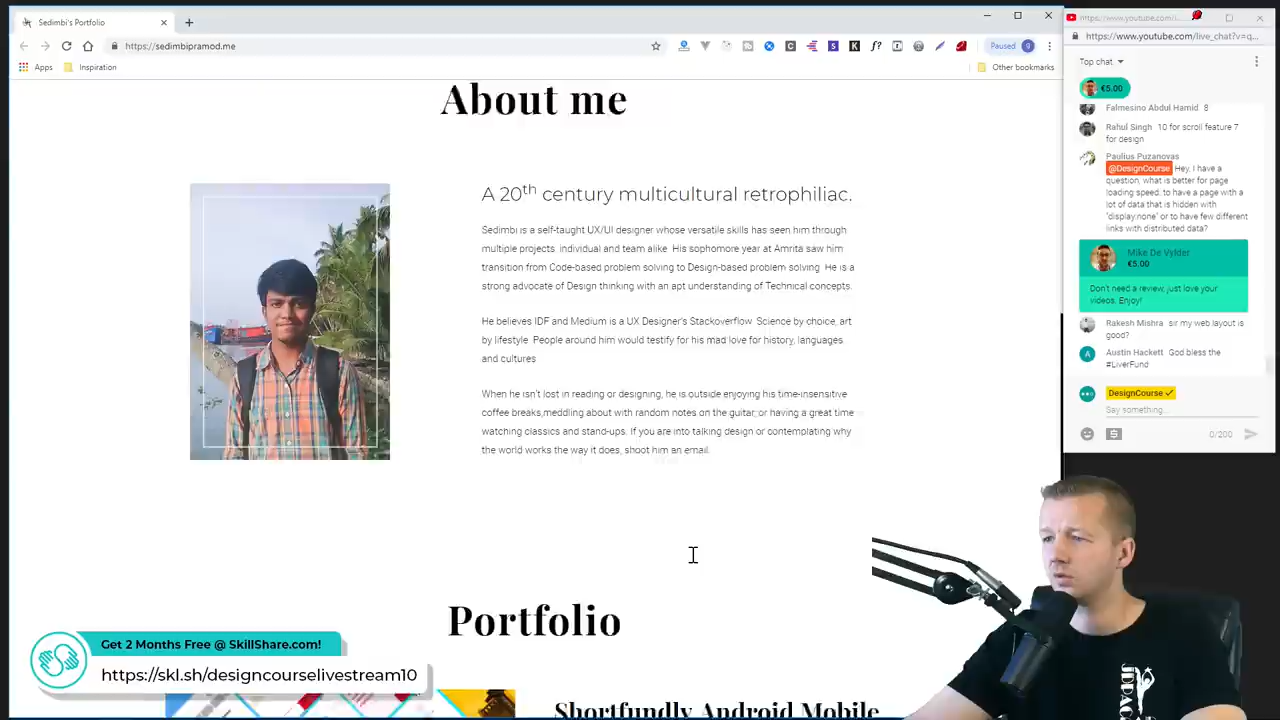 Sedimbi's Portfolio
https://sedimbipramod.me
Paused
Apps
Inspiration
Other bookmarks
About me
A 20th century multicultural retrophiliac.
Sedimbi is a self-taught UX/UI designer whose versatile skills has seen him through
multiple projects individual and team alike His sophomore year at Amrita saw him
transition from Code-based problem solving to Design-based problem solving He is a
strong advocate of Design thinking with an apt understanding of Technical concepts.
He believes IDF and Medium is a UX Designer's Stackoverflow Science by choice, art
by lifestyle People around him would testify for his mad love for history, languages
and cultures
When he isn't lost in reading or designing, he is outside enjoying his time-insensitive
coffee breaks,meddling about with random notes on the guitar,or having a great time
watching classics and stand-ups. If you are into talking design or contemplating why
the world works the way it does, shoot him an email.
Portfolio
Shortfundly Android Mobile
Get 2 Months Free @ SkillShare.com!
https://skl.sh/designcourselivestream10
https://www.youtube.com/live_chat?v=q...
Top chat
€5.00
Falmesino Abdul Hamid 8
Rahul Singh 10 for scroll feature 7
for design
Paulius Puzanovas
@DesignCourse Hey, I have a
question, what is better for page
loading speed, to have a page with a
lot of data that is hidden with
"display:none" or to have few different
links with distributed data?
Mike De Vylder
€5.00
Don't need a review, just love your
videos. Enjoy!
Rakesh Mishra sir my web layout is
good?
Austin Hackett God bless the
#LiverFund
DesignCourse
Say something...
0/200